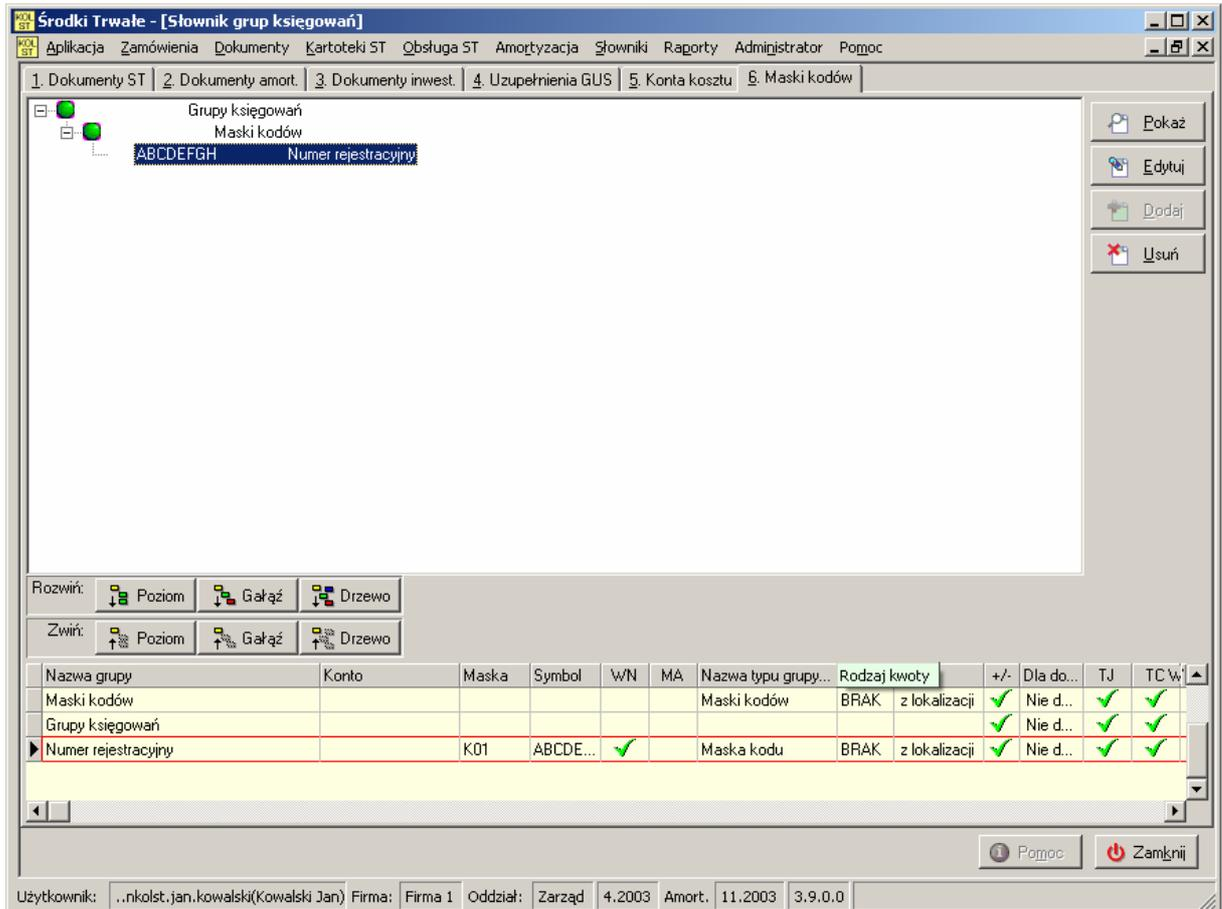 KOL ST Środki Trwałe - [Słownik grup księgowań]
KOL ST Aplikacja Zamówienia Dokumenty Kartoteki ST Obsługa ST Amortyzacja Słowniki Raporty Administrator Pomoc
1. Dokumenty ST 2. Dokumenty amort. 3. Dokumenty inwest. 4. Uzupełnienia GUS 5. Konta kosztu 6. Maski kodów
Grupy księgowań
Maski kodów
ABCDEFGH Numer rejestracyjny
Pokaż
Edytuj
Dodaj
Usuń
Rozwiń: Poziom Gałąź Drzewo
Zwiń: Poziom Gałąź Drzewo
Nazwa grupy Konto Maska Symbol WN MA Nazwa typu grupy... Rodzaj kwoty +/- Dla do... TJ TC
Maski kodów Maski kodów BRAK z lokalizacji Nie d...
Grupy księgowań Nie d...
Numer rejestracyjny K01 ABCDE... Maska kodu BRAK z lokalizacji Nie d...
Pomoc Zamknij
Użytkownik: ..nkolst.jan.kowalski(Kowalski Jan) Firma: Firma 1 Oddział: Zarząd 4.2003 Amort. 11.2003 3.9.0.0